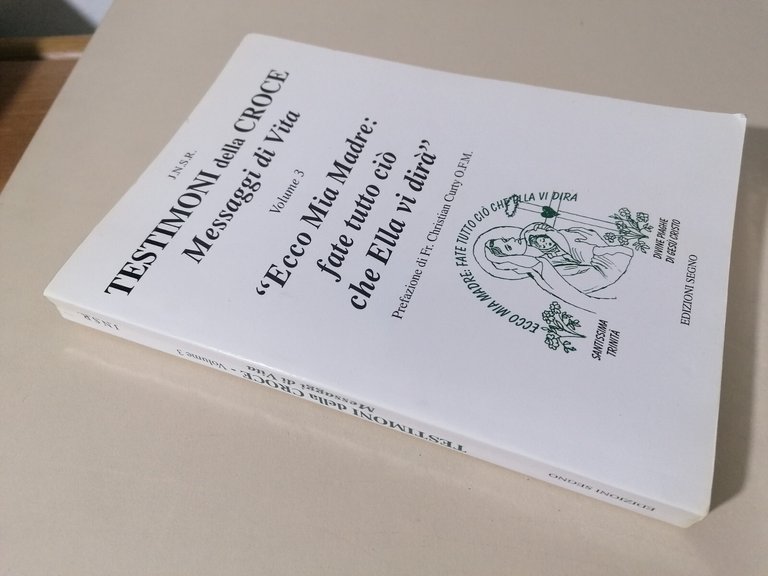 J.N.S.R.
TESTIMONI della CROCE
Messaggi di Vita
Volume 3
“Ecco Mia Madre:
fate tutto ciò
che Ella vi dirà”
Prefazione di Fr. Christian Curty O.F.M.
ECCO MIA MADRE: FATE TUTTO CIÒ CHE ELLA VI DIRA
SANTISSIMA
TRINITÀ
DIVINE PIAGHE
DI GESÙ CRISTO
EDIZIONI SEGNO
J.N.S.R.
TESTIMONI della CROCE - Volume 3
Messaggi di Vita
EDIZIONI SEGNO